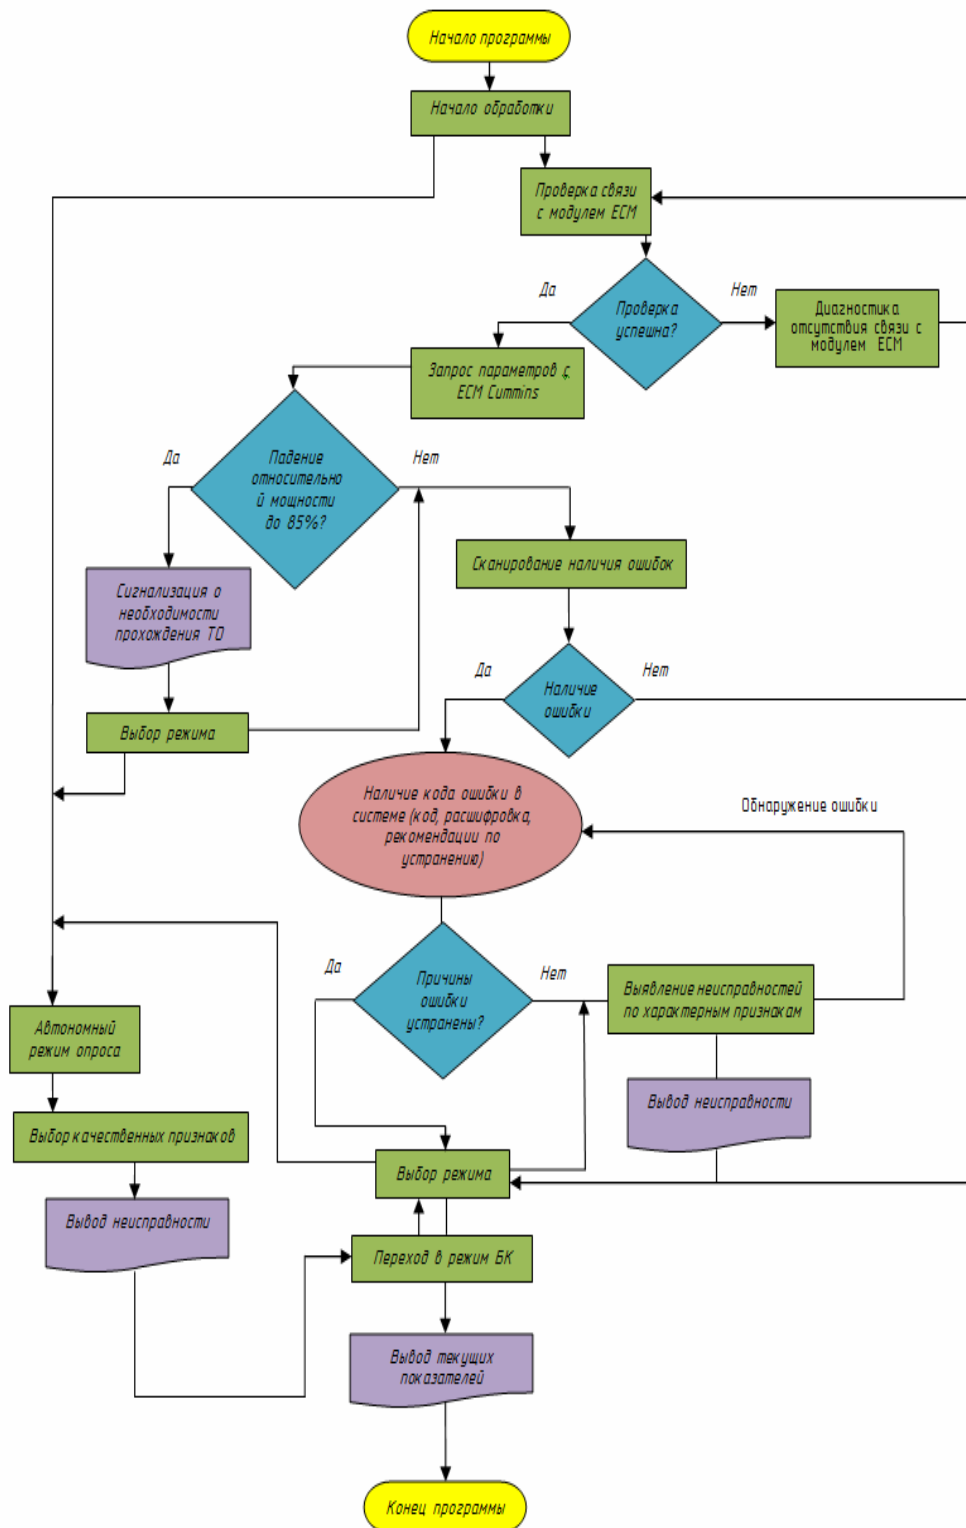 Начало программы
Начало обработки
Проверка связи
с модулем ECM
Да
Нет
Проверка
успешна?
Диагностика
отсутствия связи с
модулем ECM
Запрос параметров с
ECM Cummins
Да
Нет
Падение
относительно
й мощности
до 85%?
Сканирование наличия ошибок
Сигнализация о
необходимости
прохождения ТО
Да
Нет
Наличие
ошибки
Выбор режима
Наличие кода ошибки в
системе (код, расшифровка,
рекомендации по
устранению)
Обнаружение ошибки
Да
Нет
Причины
ошибки
устранены?
Выявление неисправностей
по характерным признакам
Автономный
режим опроса
Вывод неисправности
Выбор качественных признаков
Выбор режима
Вывод неисправности
Переход в режим БК
Вывод текущих
показателей
Конец программы